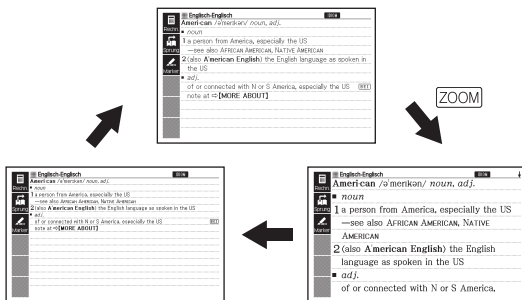 Englisch-Englisch
Ameri·can /ə'merɪkən/ noun, adj.
Rechn.
■ noun
1 a person from America, especially the US
Sprung
—see also AFRICAN AMERICAN, NATIVE AMERICAN
2 (also A'merican English) the English language as spoken in
Marker
the US
■ adj.
of or connected with N or S America, especially the US
note at ⇨【MORE ABOUT】
ZOOM
Englisch-Englisch
Ameri·can /ə'merɪkən/ noun, adj.
Rechn.
■ noun
1 a person from America, especially the US
—see also AFRICAN AMERICAN, NATIVE AMERICAN
Sprung
2 (also A'merican English) the English language as spoken in the US
■ adj.
of or connected with N or S America, especially the US
Marker
note at ⇨【MORE ABOUT】
Englisch-Englisch
Ameri·can /ə'merɪkən/ noun, adj.
Rechn.
■ noun
1 a person from America, especially the US
Sprung
—see also AFRICAN AMERICAN, NATIVE
AMERICAN
Marker
2 (also A'merican English) the English
language as spoken in the US
■ adj.
of or connected with N or S America,